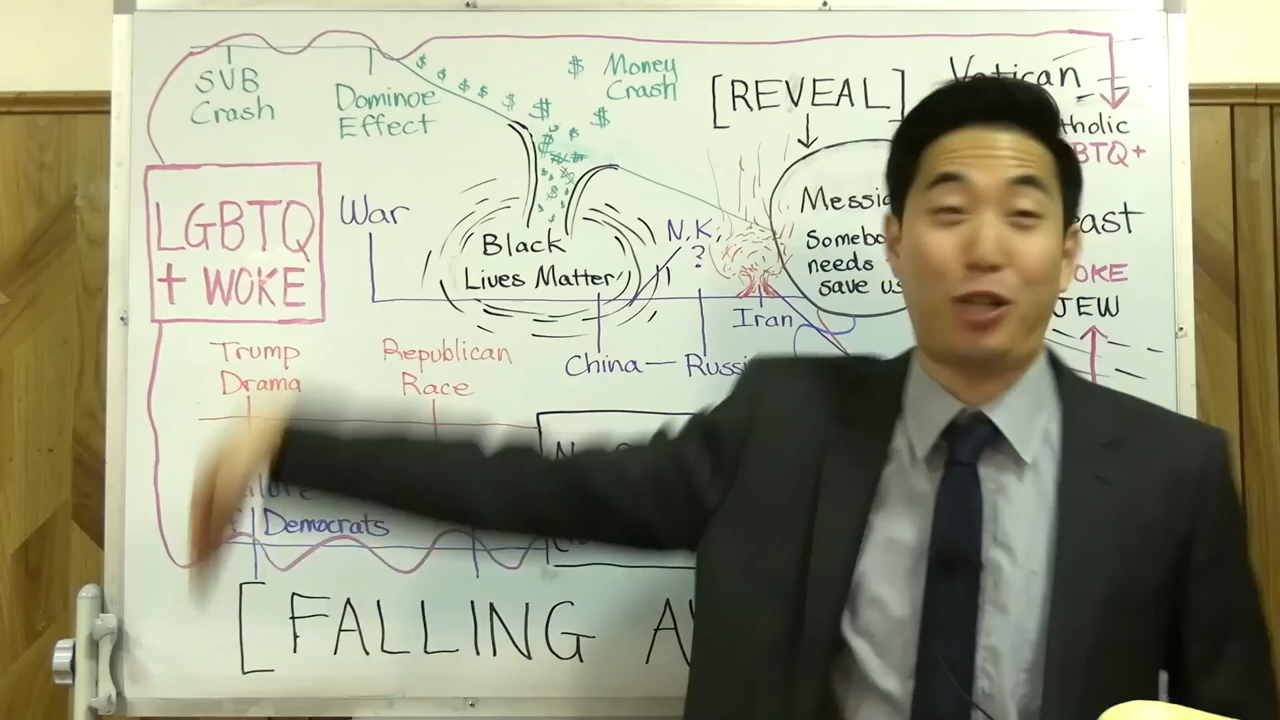 SVB
Crash
Dominoe
Effect
Money
Crash
[REVEAL]
Vatican
LGBTQ
+ WOKE
War
Black
Lives Matter
N.K.
?
Somebo
needs
save us
Iran
China — Russi
JEW
Trump
Drama
Republican
Race
Democrats
[FALLING